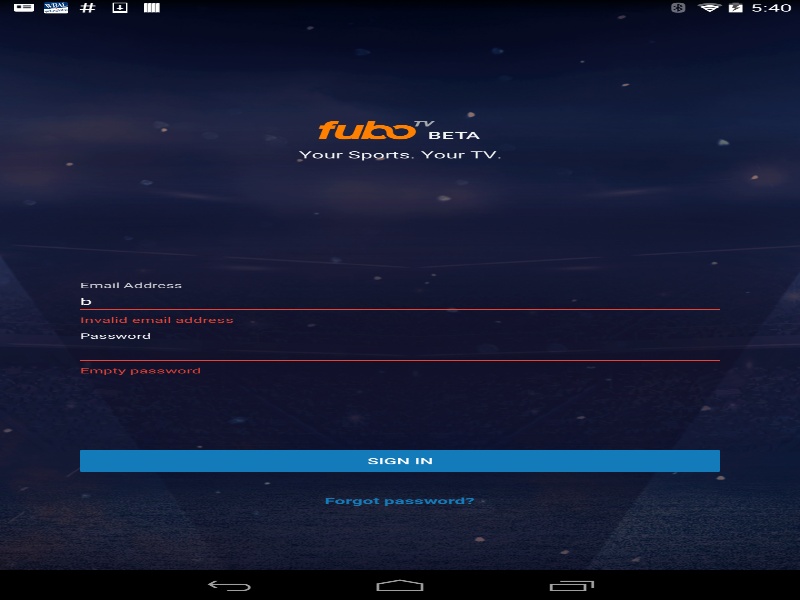 # 5:40
fubo TV BETA
Your Sports. Your TV.
Email Address
b
Invalid email address
Password
Empty password
SIGN IN
Forgot password?